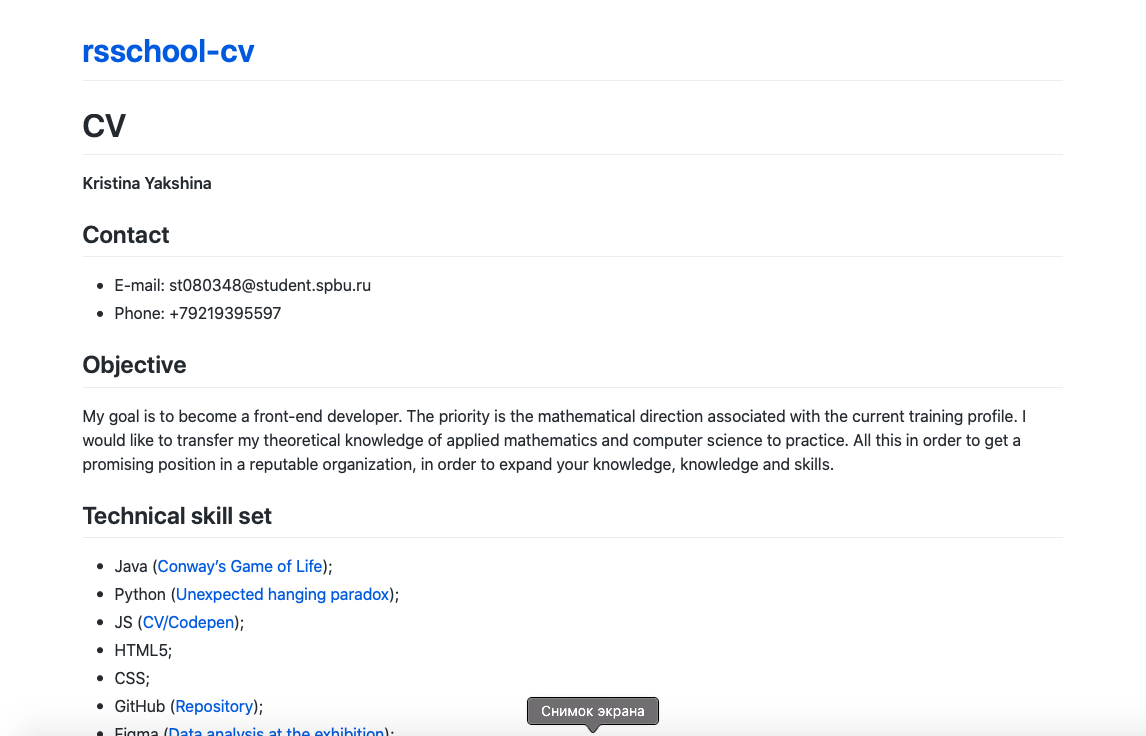 rsschool-cv
CV
Kristina Yakshina
Contact
E-mail: st080348@student.spbu.ru
Phone: +79219395597
Objective
My goal is to become a front-end developer. The priority is the mathematical direction associated with the current training profile. I
would like to transfer my theoretical knowledge of applied mathematics and computer science to practice. All this in order to get a
promising position in a reputable organization, in order to expand your knowledge, knowledge and skills.
Technical skill set
Java (Conway’s Game of Life);
Python (Unexpected hanging paradox);
JS (CV/Codepen);
HTML5;
CSS;
GitHub (Repository);
Снимок экрана
Figma (Data analysis at the exhibition);